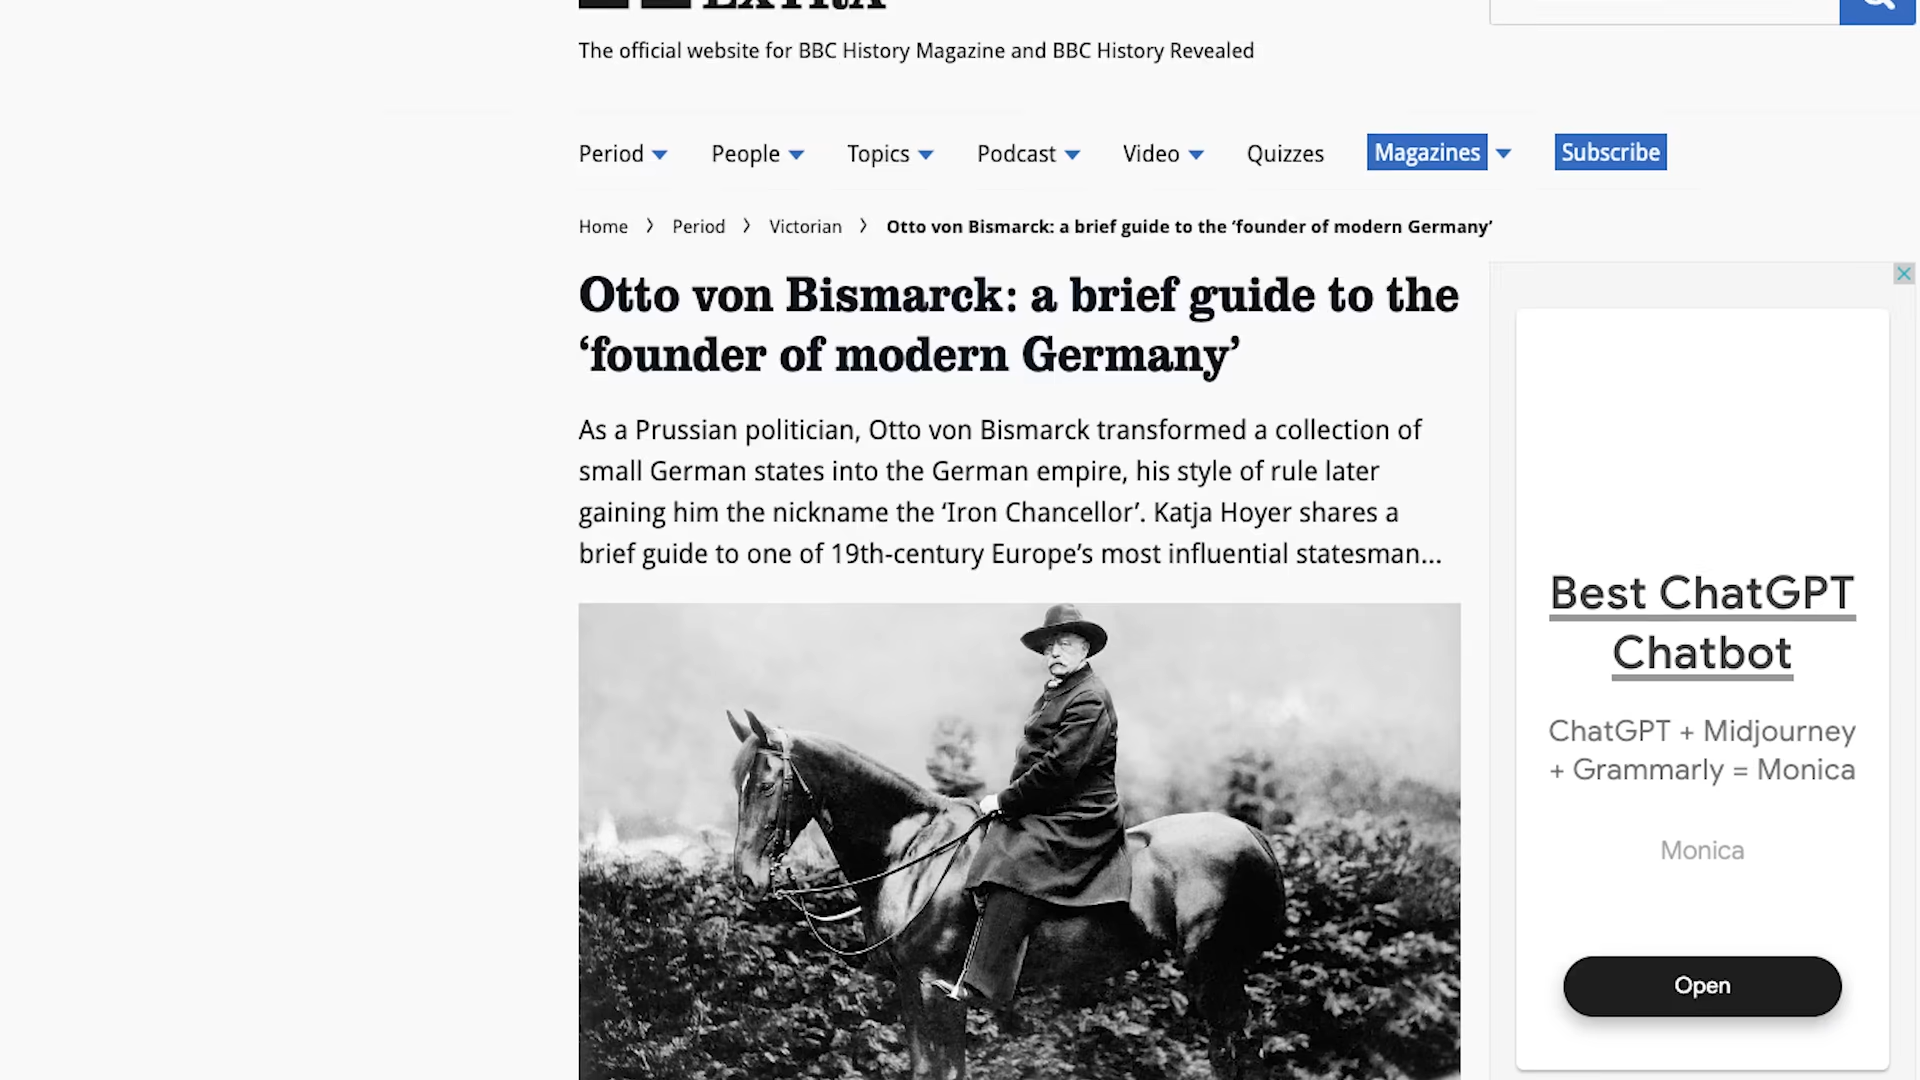 EXTRA
The official website for BBC History Magazine and BBC History Revealed
Period People Topics Podcast Video Quizzes Magazines Subscribe
Home > Period > Victorian > Otto von Bismarck: a brief guide to the ‘founder of modern Germany’
Otto von Bismarck: a brief guide to the
‘founder of modern Germany’
As a Prussian politician, Otto von Bismarck transformed a collection of
small German states into the German empire, his style of rule later
gaining him the nickname the ‘Iron Chancellor’. Katja Hoyer shares a
brief guide to one of 19th-century Europe’s most influential statesman...
Best ChatGPT
Chatbot
ChatGPT + Midjourney
+ Grammarly = Monica
Monica
Open